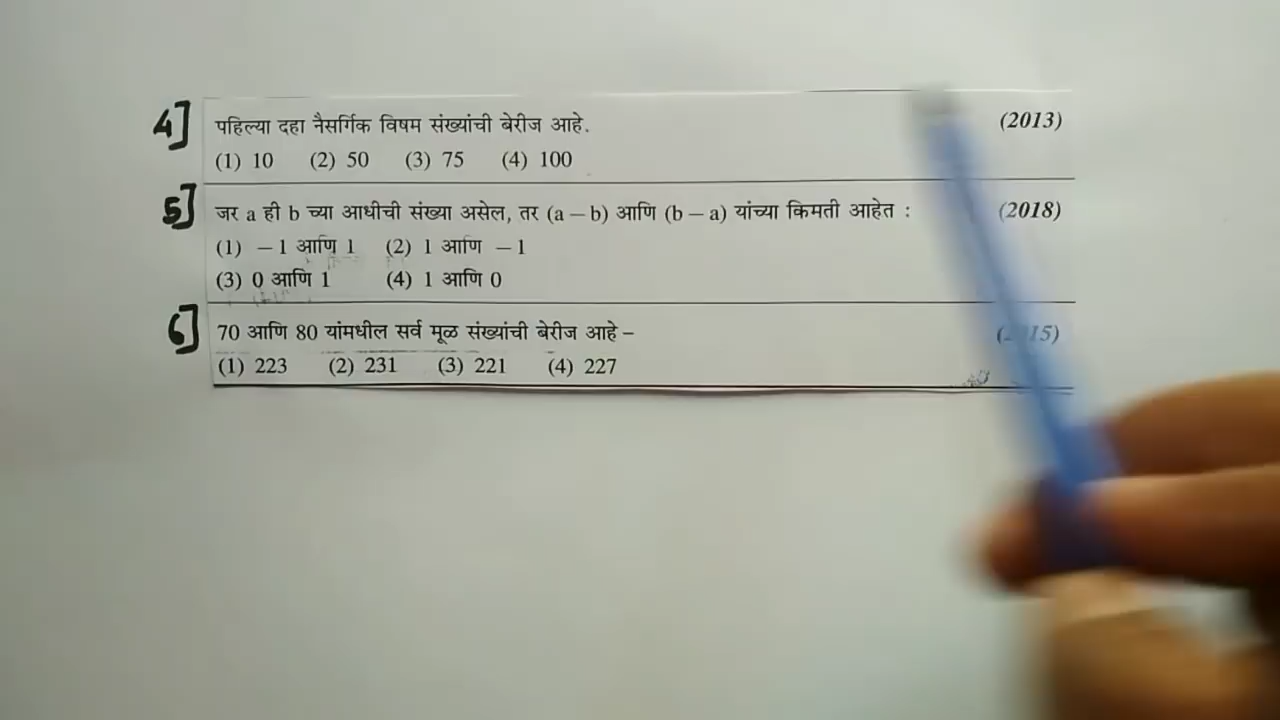 4] पहिल्या दहा नैसर्गिक विषम संख्यांची बेरीज आहे. (2013)
(1) 10 (2) 50 (3) 75 (4) 100
5] जर a ही b च्या आधीची संख्या असेल, तर (a – b) आणि (b – a) यांच्या किमती आहेत : (2018)
(1) – 1 आणि 1 (2) 1 आणि – 1
(3) 0 आणि 1 (4) 1 आणि 0
6] 70 आणि 80 यांमधील सर्व मूळ संख्यांची बेरीज आहे –
(1) 223 (2) 231 (3) 221 (4) 227